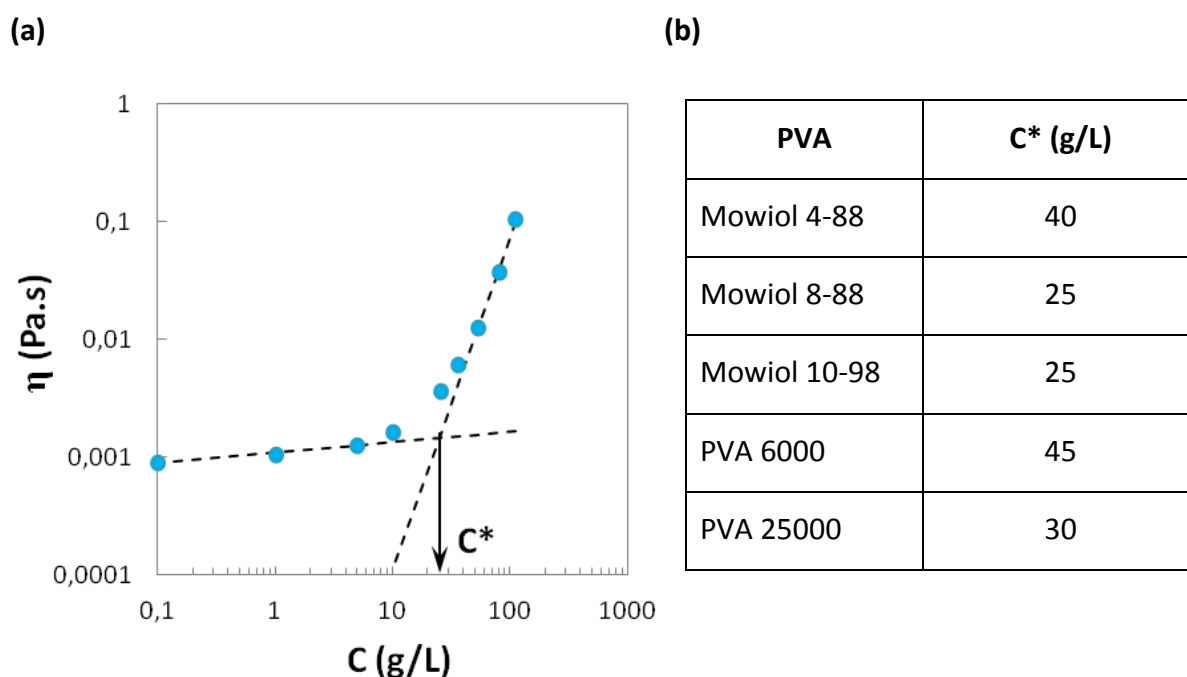 (a)
(b)
1
0,1
0,01
0,001
0,0001
η (Pa.s)
C*
0,1 1 10 100 1000
C (g/L)
PVA C* (g/L)
Mowiol 4-88 40
Mowiol 8-88 25
Mowiol 10-98 25
PVA 6000 45
PVA 25000 30